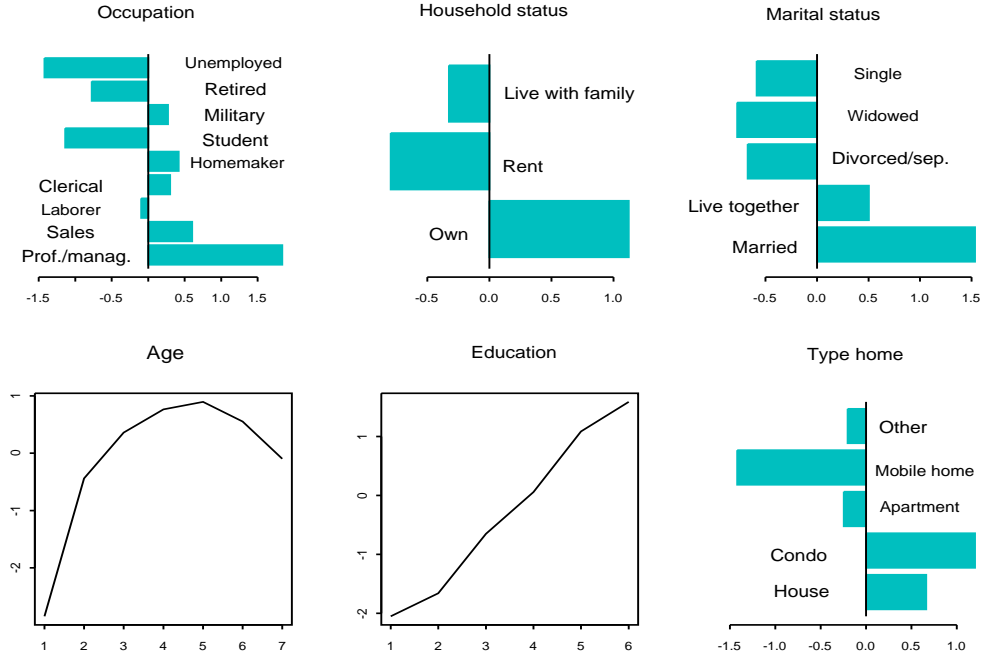 Occupation
Unemployed
Retired
Military
Student
Homemaker
Clerical
Laborer
Sales
Prof./manag.
-1.5 -0.5 0.5 1.0 1.5
Household status
Live with family
Rent
Own
-0.5 0.0 0.5 1.0
Marital status
Single
Widowed
Divorced/sep.
Live together
Married
-0.5 0.0 0.5 1.0 1.5
Age
1
0
-1
-2
1 2 3 4 5 6 7
Education
1
0
-1
-2
1 2 3 4 5 6
Type home
Other
Mobile home
Apartment
Condo
House
-1.5 -1.0 -0.5 0.0 0.5 1.0